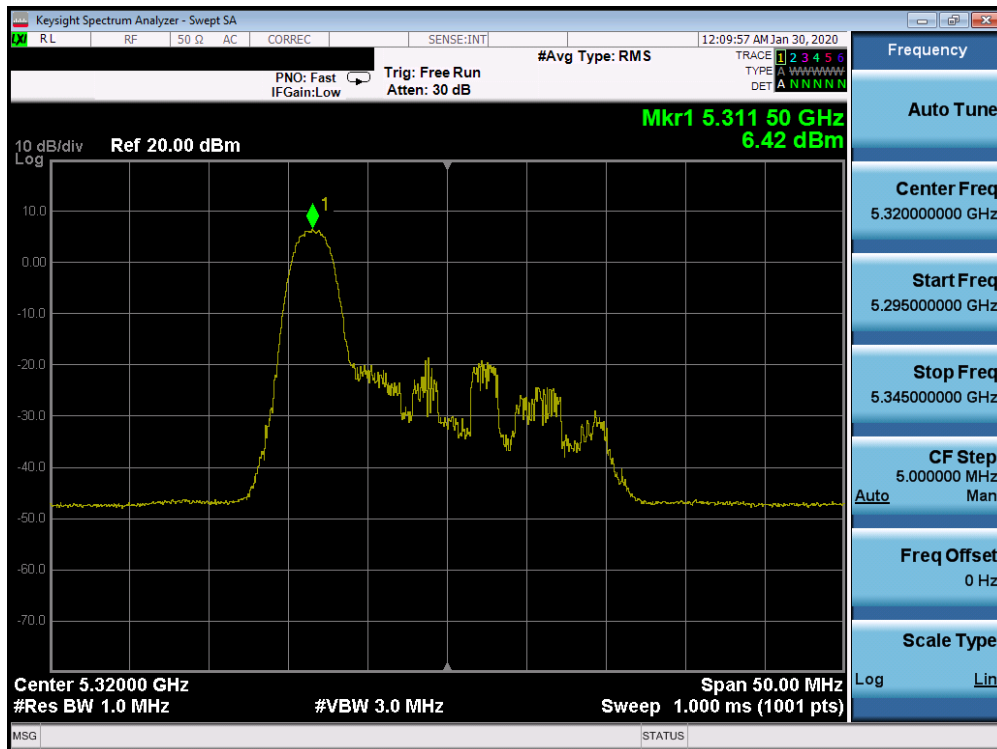 Keysight Spectrum Analyzer - Swept SA
LXI RL RF 50 Ω AC CORREC SENSE:INT 12:09:57 AM Jan 30, 2020
#Avg Type: RMS
TRACE 1 2 3 4 5 6
PNO: Fast Trig: Free Run TYPE A WWWWW
IFGain:Low Atten: 30 dB DET A N N N N N
Mkr1 5.311 50 GHz
6.42 dBm
10 dB/div Ref 20.00 dBm
Log
1
10.0
0.00
-10.0
-20.0
-30.0
-40.0
-50.0
-60.0
-70.0
Center 5.32000 GHz Span 50.00 MHz
#Res BW 1.0 MHz #VBW 3.0 MHz Sweep 1.000 ms (1001 pts)
MSG STATUS
Frequency
Auto Tune
Center Freq
5.320000000 GHz
Start Freq
5.295000000 GHz
Stop Freq
5.345000000 GHz
CF Step
5.000000 MHz
Auto Man
Freq Offset
0 Hz
Scale Type
Log Lin